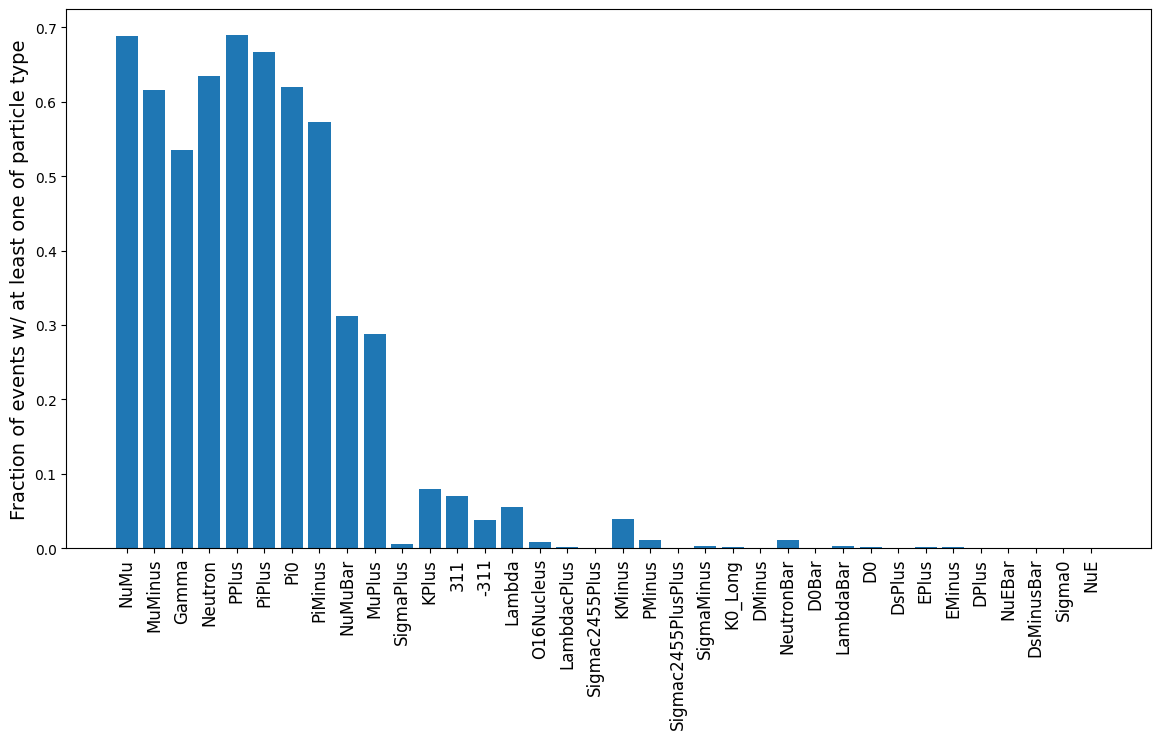 Fraction of events w/ at least one of particle type
0.7
0.6
0.5
0.4
0.3
0.2
0.1
0.0
NuMu
MuMinus
Gamma
Neutron
PPlus
PiPlus
Pi0
PiMinus
NuMuBar
MuPlus
SigmaPlus
KPlus
311
-311
Lambda
O16Nucleus
LambdacPlus
Sigmac2455Plus
KMinus
PMinus
Sigmac2455PlusPlus
SigmaMinus
K0_Long
DMinus
NeutronBar
D0Bar
LambdaBar
D0
DsPlus
EPlus
EMinus
DPlus
NuEBar
DsMinusBar
Sigma0
NuE